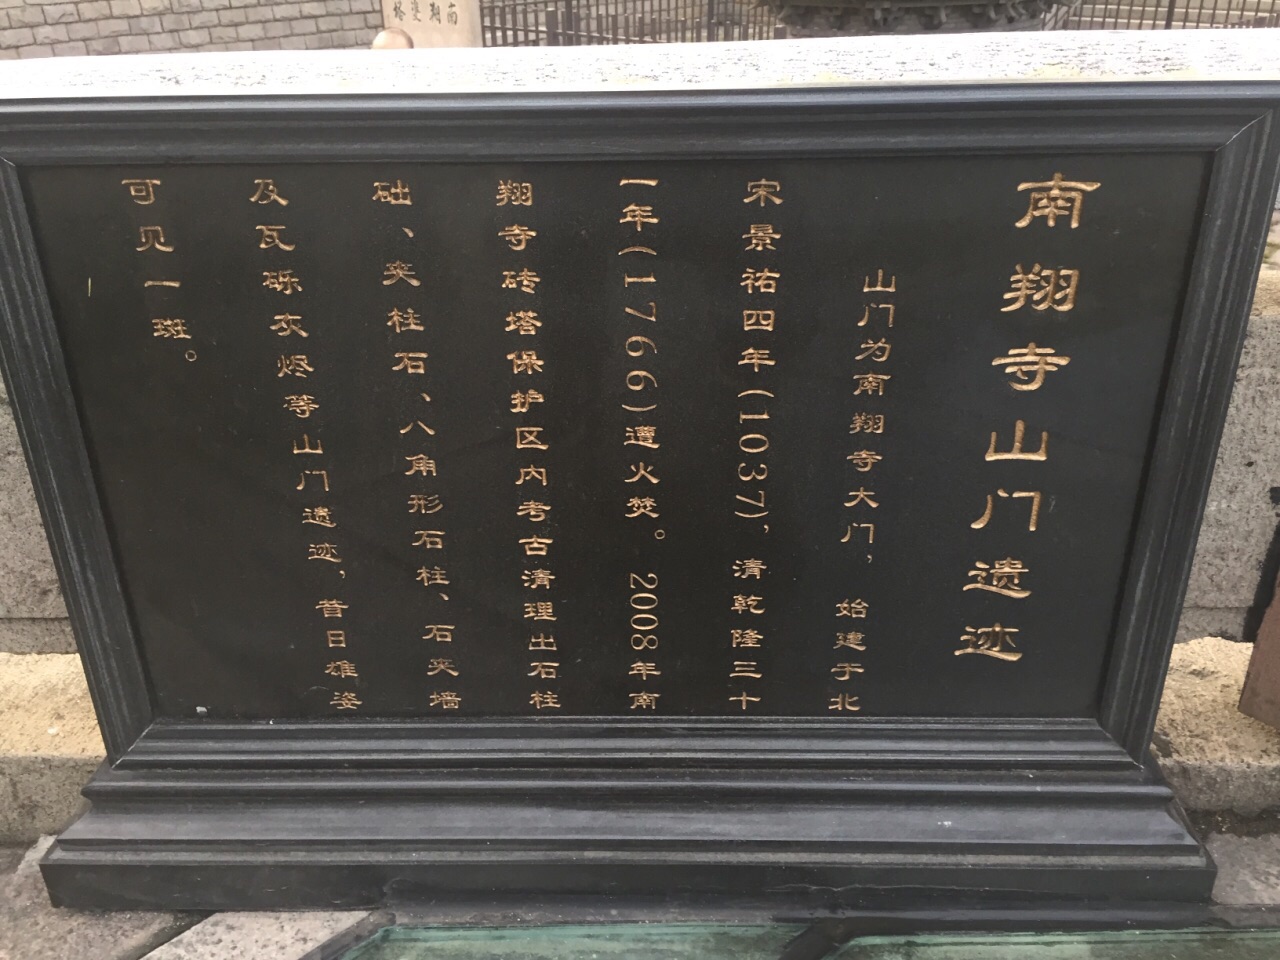 南翔寺山门遗迹
山门为南翔寺大门，始建于北
宋景祐四年(1037)，清乾隆三十
一年(1766)遭火焚。2008年南
翔寺砖塔保护区内考古清理出石柱
础、夹柱石、八角形石柱、石夹墙
及瓦砾灰烬等山门遗迹，昔日雄姿
可见一斑。
南翔双塔